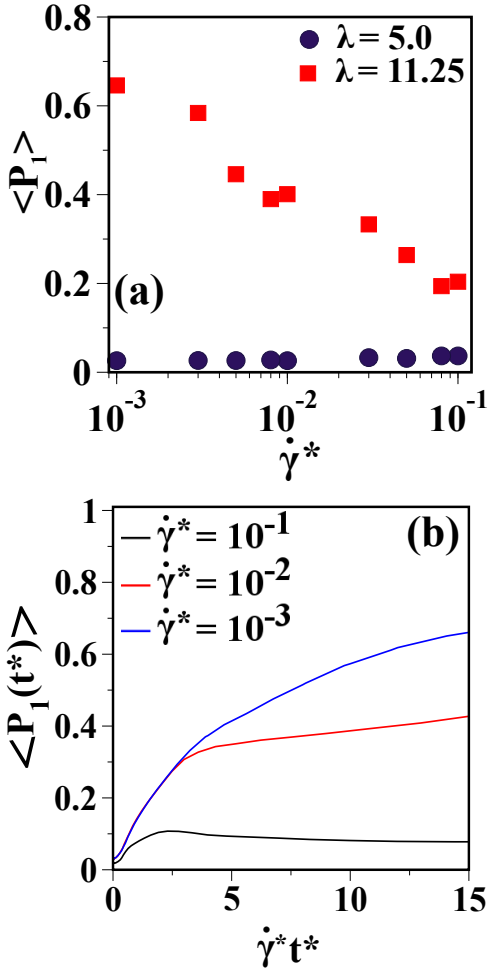 0.8
λ = 5.0
λ = 11.25
0.6
<P₁>
0.4
0.2
(a)
0
10⁻³ 10⁻² 10⁻¹
γ̇*
1
(b)
γ̇* = 10⁻¹
0.8
γ̇* = 10⁻²
γ̇* = 10⁻³
0.6
<P₁(t*)>
0.4
0.2
0
0 5 10 15
γ̇*t*